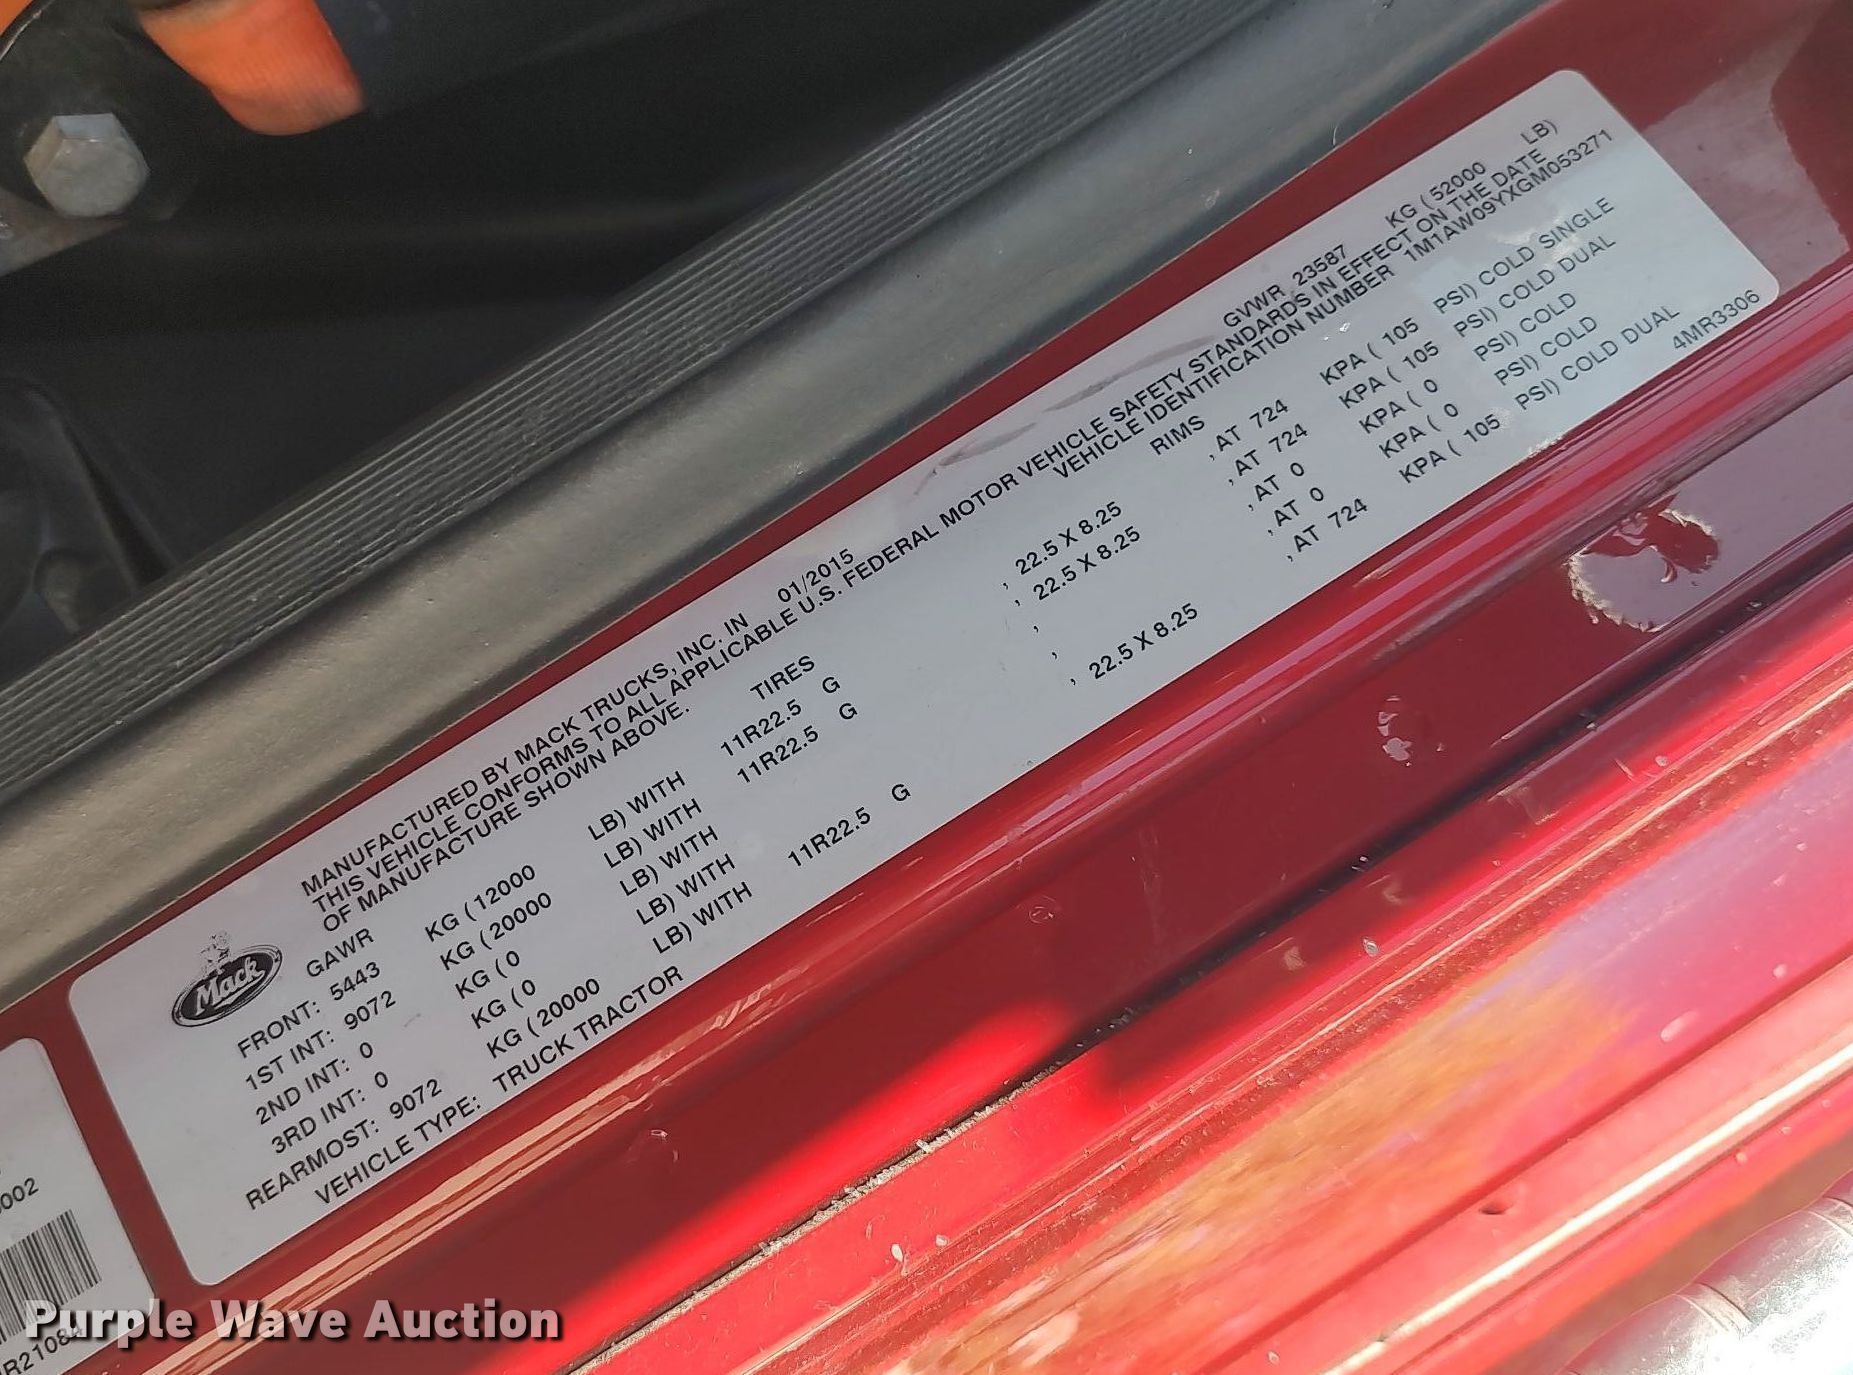 MANUFACTURED BY MACK TRUCKS, INC. IN 01/2015 GVWR 23587 KG (52000 LB)
THIS VEHICLE CONFORMS TO ALL APPLICABLE U.S. FEDERAL MOTOR VEHICLE SAFETY STANDARDS IN EFFECT ON THE DATE
OF MANUFACTURE SHOWN ABOVE. VEHICLE IDENTIFICATION NUMBER 1M1AW09YXGM053271
Mack
GAWR TIRES RIMS
FRONT: 5443 KG (12000 LB) WITH 11R22.5 G , 22.5 X 8.25 , AT 724 KPA ( 105 PSI) COLD SINGLE
1ST INT: 9072 KG (20000 LB) WITH 11R22.5 G , 22.5 X 8.25 , AT 724 KPA ( 105 PSI) COLD DUAL
2ND INT: 0 KG (0 LB) WITH , , AT 0 KPA ( 0 PSI) COLD
3RD INT: 0 KG (0 LB) WITH , , AT 0 KPA ( 0 PSI) COLD
REARMOST: 9072 KG (20000 LB) WITH 11R22.5 G , 22.5 X 8.25 , AT 724 KPA ( 105 PSI) COLD DUAL
VEHICLE TYPE: TRUCK TRACTOR 4MR3306
002
R2108
Purple Wave Auction